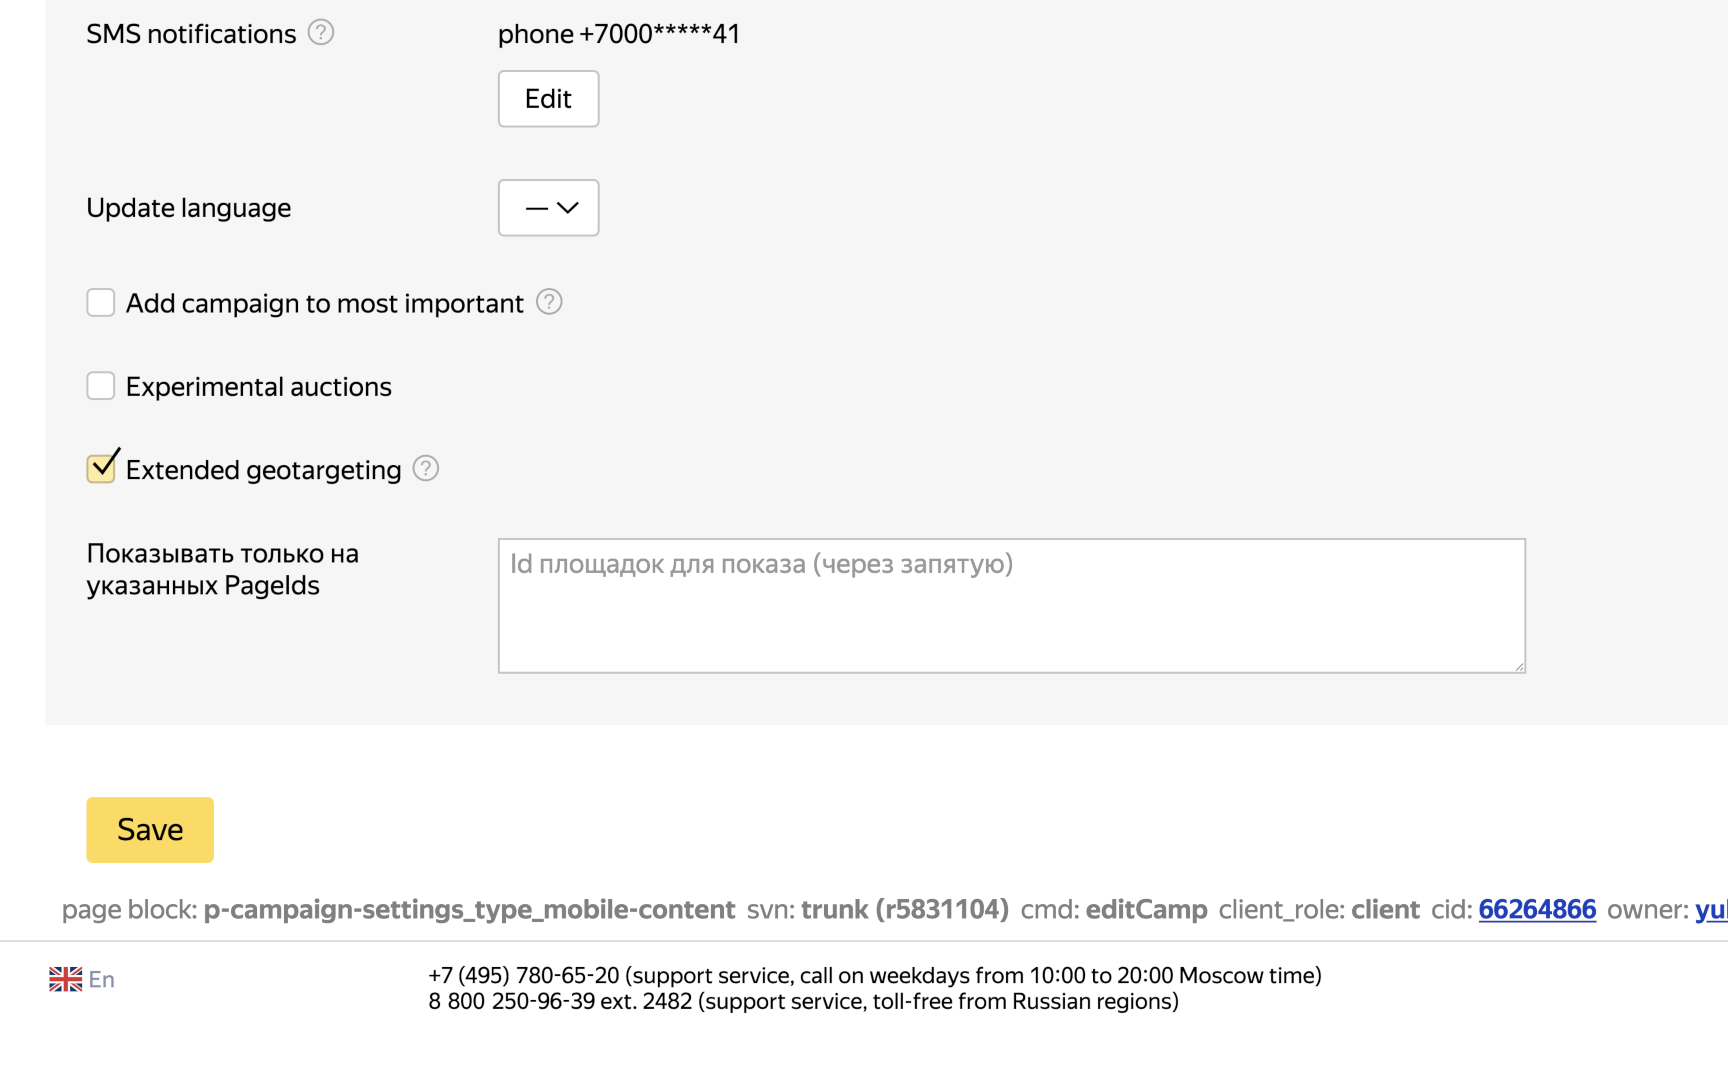 SMS notifications ? phone +7000*****41
Edit
Update language —
Add campaign to most important ?
Experimental auctions
Extended geotargeting ?
Показывать только на
указанных PageIds
Id площадок для показа (через запятую)
Save
page block: p-campaign-settings_type_mobile-content svn: trunk (r5831104) cmd: editCamp client_role: client cid: 66264866 owner:
En
+7 (495) 780-65-20 (support service, call on weekdays from 10:00 to 20:00 Moscow time)
8 800 250-96-39 ext. 2482 (support service, toll-free from Russian regions)